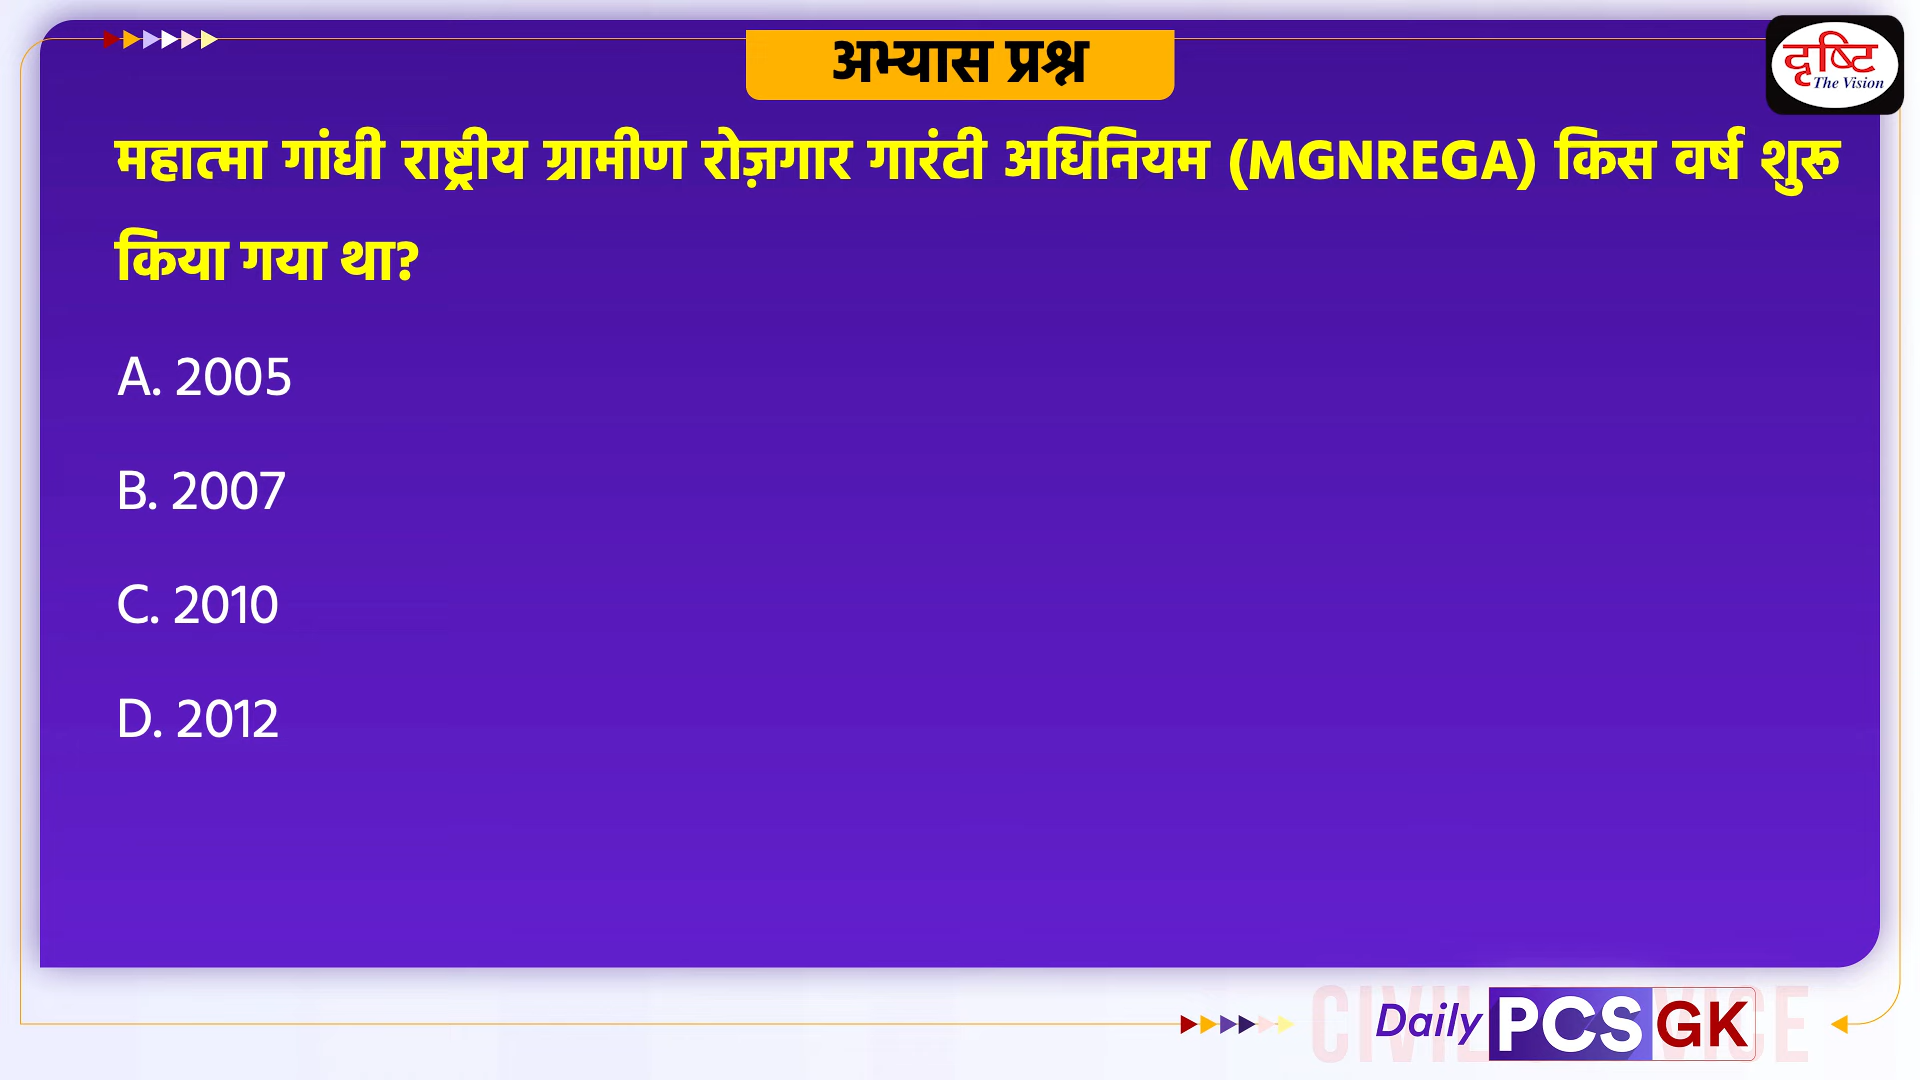 अभ्यास प्रश्न
दृष्टि
The Vision
महात्मा गांधी राष्ट्रीय ग्रामीण रोज़गार गारंटी अधिनियम (MGNREGA) किस वर्ष शुरू
किया गया था?
A. 2005
B. 2007
C. 2010
D. 2012
Daily PCS GK